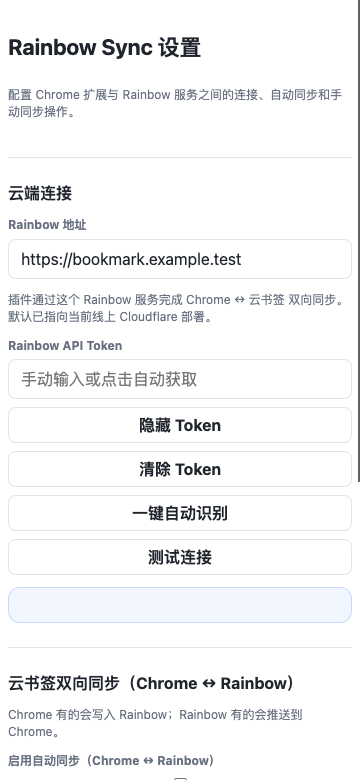 Rainbow Sync 设置
配置 Chrome 扩展与 Rainbow 服务之间的连接、自动同步和手
动同步操作。
云端连接
Rainbow 地址
https://bookmark.example.test
插件通过这个 Rainbow 服务完成 Chrome ↔ 云书签 双向同步。
默认已指向当前线上 Cloudflare 部署。
Rainbow API Token
手动输入或点击自动获取
隐藏 Token
清除 Token
一键自动识别
测试连接
云书签双向同步（Chrome ↔ Rainbow）
Chrome 有的会写入 Rainbow；Rainbow 有的会推送到
Chrome。
启用自动同步（Chrome ↔ Rainbow）